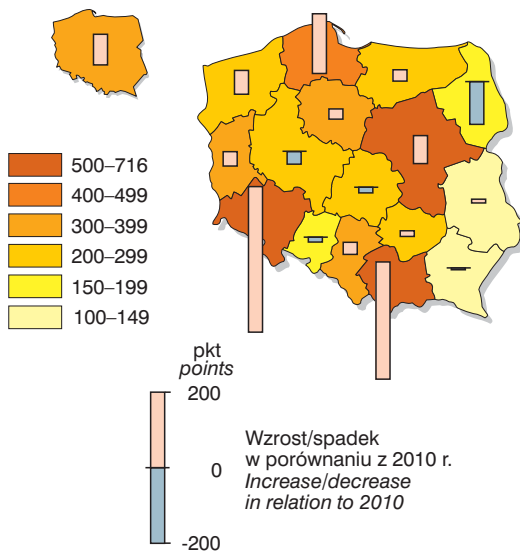 500–716
400–499
300–399
200–299
150–199
100–149
pkt
points
200
0
-200
Wzrost/spadek
w porównaniu z 2010 r.
Increase/decrease
in relation to 2010